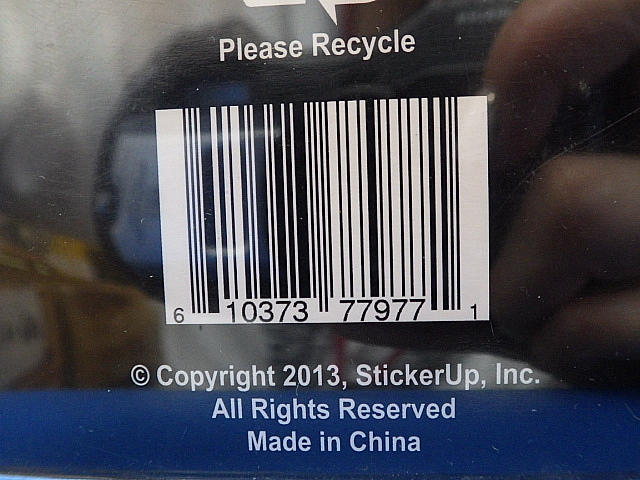 Please Recycle
6 10373 77977 1
© Copyright 2013, StickerUp, Inc.
All Rights Reserved
Made in China